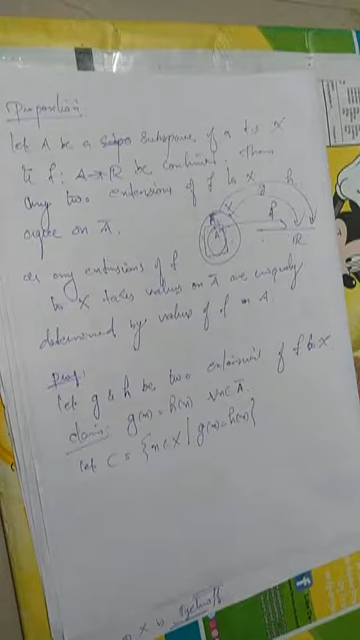 Proposition:
Let A be a subspace of a t.s X
& f: A→R be continuous. Then
any two extensions of f to X
agree on A̅.
h
g
f
X
A
R
or any extensions of f
to X takes values on A̅ are uniquely
determined by values of f on A.
Proof:
let g & h be two extensions of f to X.
claim: g(x) = h(x) ∀x∈A̅.
let C = {x∈X | g(x)=h(x)}
X is